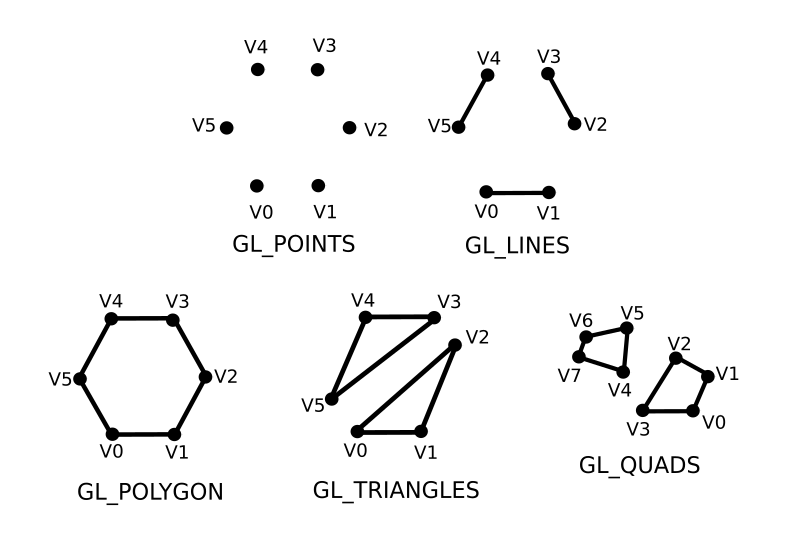 V4 V3
V5 V2
V0 V1
GL_POINTS
V4 V3
V5 V2
V0 V1
GL_LINES
V4 V3
V5 V2
V0 V1
GL_POLYGON
V4 V3
V2
V5
V0 V1
GL_TRIANGLES
V6 V5
V2
V7 V4 V1
V3 V0
GL_QUADS